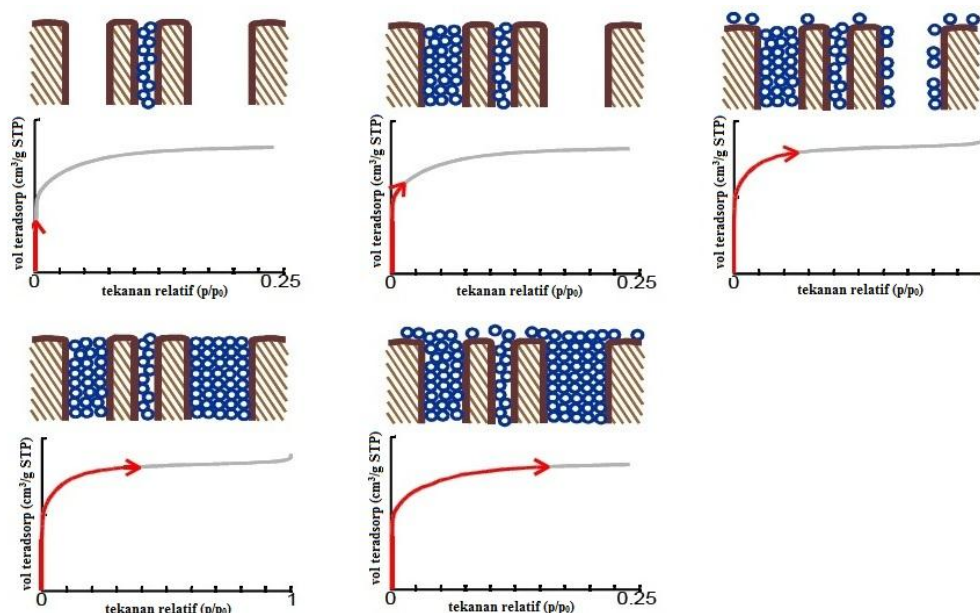 vol teradsorp (cm³/g STP)
0
0.25
tekanan relatif (p/p₀)
vol teradsorp (cm³/g STP)
0
0.25
tekanan relatif (p/p₀)
vol teradsorp (cm³/g STP)
0
0.25
tekanan relatif (p/p₀)
vol teradsorp (cm³/g STP)
0
1
tekanan relatif (p/p₀)
vol teradsorp (cm³/g STP)
0
0.25
tekanan relatif (p/p₀)